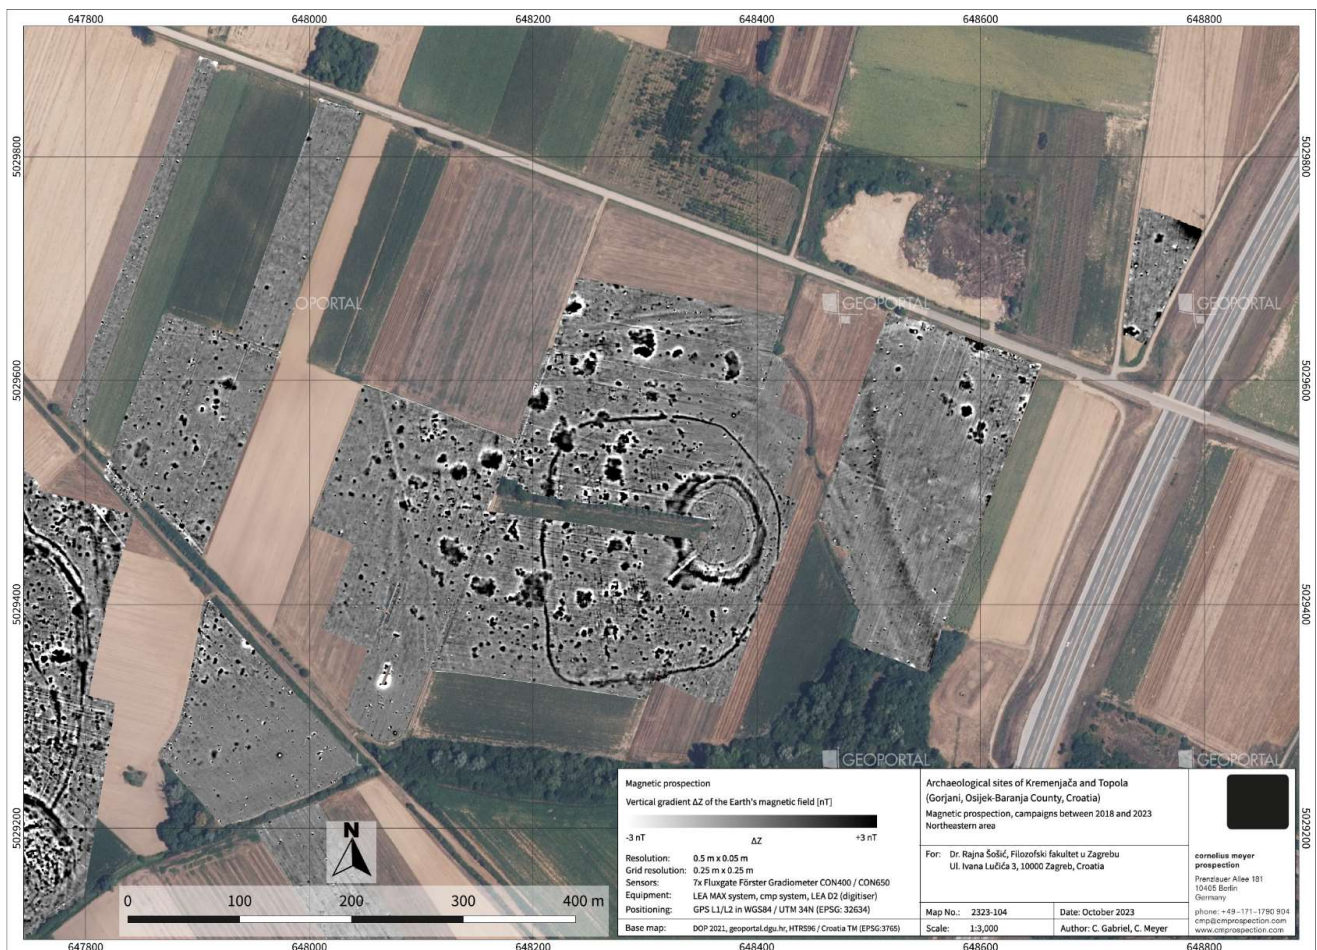 647800 648000 648200 648400 648600 648800
5029800 5029800
OPORTAL GEOPORTAL GEOPORTAL
5029600 5029600
5029400 5029400
GEOPORTAL GEOPORTAL
5029200 5029200
N
0 100 200 300 400 m
Magnetic prospection
Vertical gradient ΔZ of the Earth's magnetic field [nT]
-3 nT ΔZ +3 nT
Resolution: 0.5 m x 0.05 m
Grid resolution: 0.25 m x 0.25 m
Sensors: 7x Fluxgate Förster Gradiometer CON400 / CON650
Equipment: LEA MAX system, cmp system, LEA D2 (digitiser)
Positioning: GPS L1/L2 in WGS84 / UTM 34N (EPSG: 32634)
Base map: DOP 2021, geoportal.dgu.hr, HTRS96 / Croatia TM (EPSG:3765)
Archaeological sites of Kremenjača and Topola
(Gorjani, Osijek-Baranja County, Croatia)
Magnetic prospection, campaigns between 2018 and 2023
Northeastern area
For: Dr. Rajna Šošić, Filozofski fakultet u Zagrebu
Ul. Ivana Lučića 3, 10000 Zagreb, Croatia
Map No.: 2323-104 Date: October 2023
Scale: 1:3,000 Author: C. Gabriel, C. Meyer
cornelius meyer
prospection
Prenzlauer Allee 181
10405 Berlin
Germany
phone: +49-171-1790 904
cmp@cmprospection.com
www.cmprospection.com
647800 648000 648200 648400 648600 648800